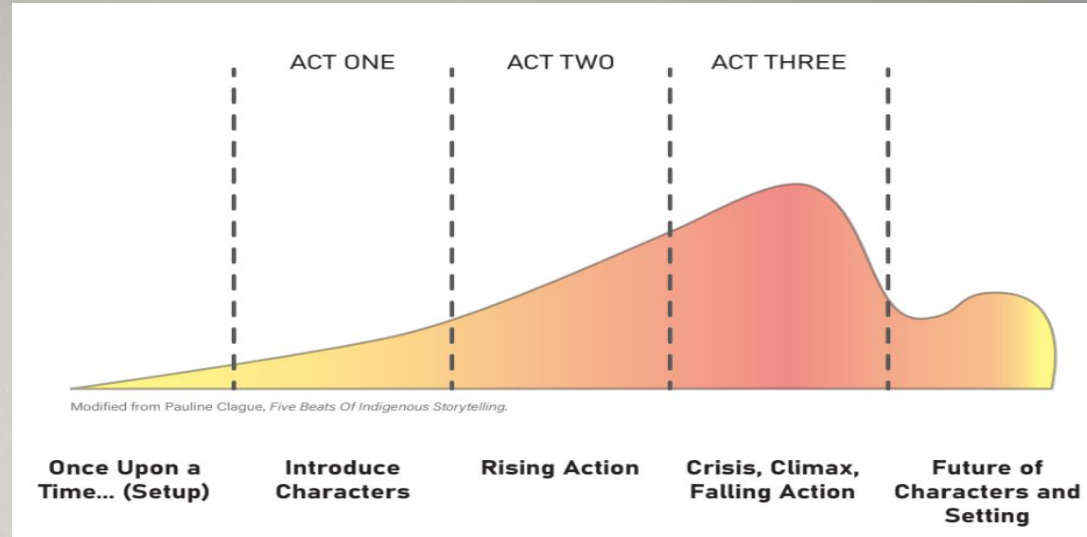 ACT ONE
ACT TWO
ACT THREE
Modified from Pauline Clague, Five Beats Of Indigenous Storytelling.
Once Upon a
Time... (Setup)
Introduce
Characters
Rising Action
Crisis, Climax,
Falling Action
Future of
Characters and
Setting